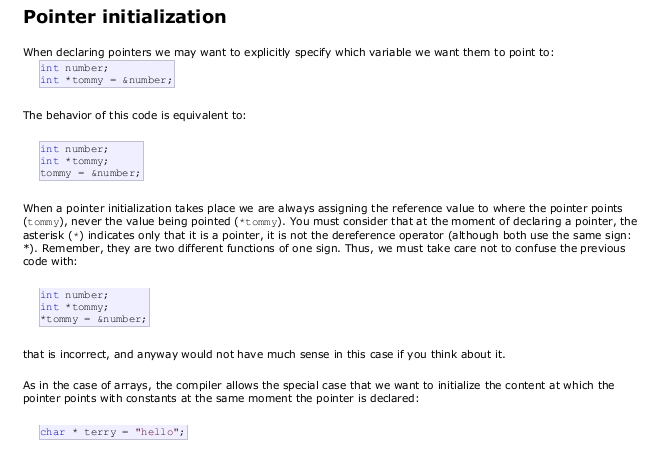 Pointer initialization
When declaring pointers we may want to explicitly specify which variable we want them to point to:
int number;
int *tommy = &number;
The behavior of this code is equivalent to:
int number;
int *tommy;
tommy = &number;
When a pointer initialization takes place we are always assigning the reference value to where the pointer points
(tommy), never the value being pointed (*tommy). You must consider that at the moment of declaring a pointer, the
asterisk (*) indicates only that it is a pointer, it is not the dereference operator (although both use the same sign:
*). Remember, they are two different functions of one sign. Thus, we must take care not to confuse the previous
code with:
int number;
int *tommy;
*tommy = &number;
that is incorrect, and anyway would not have much sense in this case if you think about it.
As in the case of arrays, the compiler allows the special case that we want to initialize the content at which the
pointer points with constants at the same moment the pointer is declared:
char * terry = "hello";